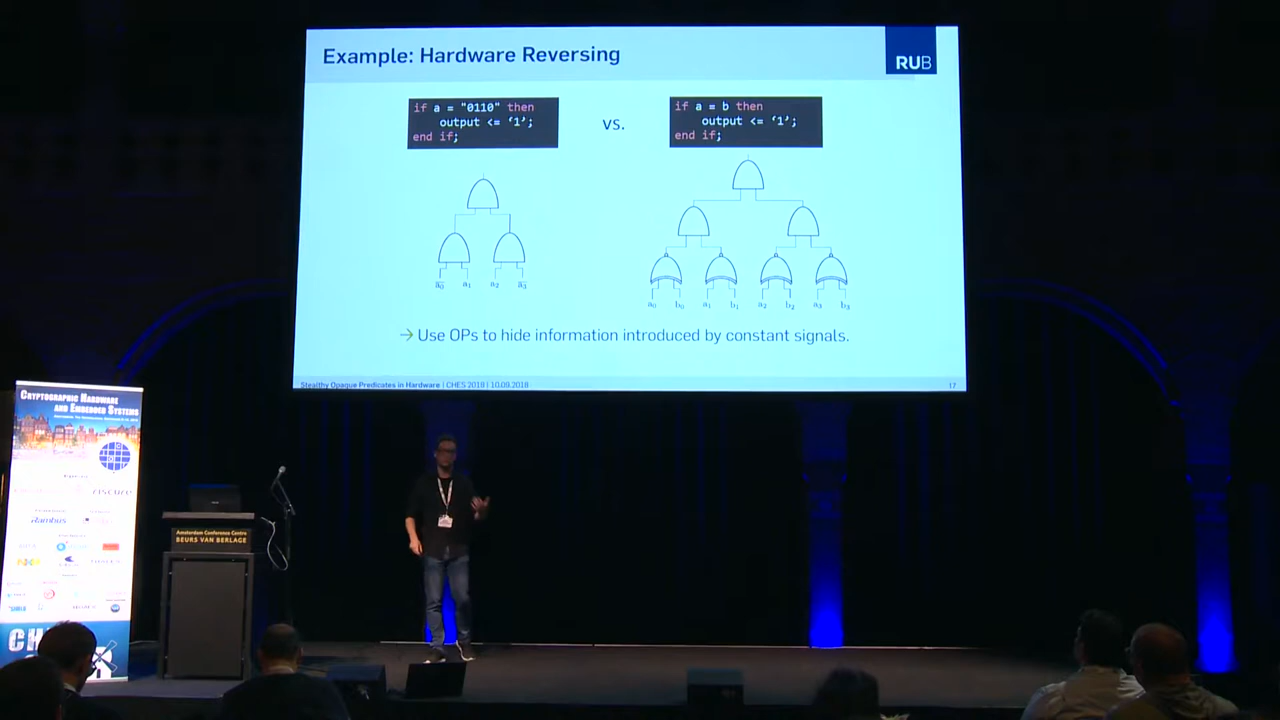 Example: Hardware Reversing
RUB
if a = "0110" then
output <= ‘1’;
end if;
vs.
if a = b then
output <= ‘1’;
end if;
a̅₀ a₁ a₂ a̅₃
a₀ b₀ a₁ b₁ a₂ b₂ a₃ b₃
→ Use OPs to hide information introduced by constant signals.
Stealthy Opaque Predicates in Hardware | CHES 2018 | 10.09.2018
17
Cryptographic Hardware
and Embedded Systems
riscure
Rambus
Amsterdam Conference Centre
BEURS VAN BERLAGE